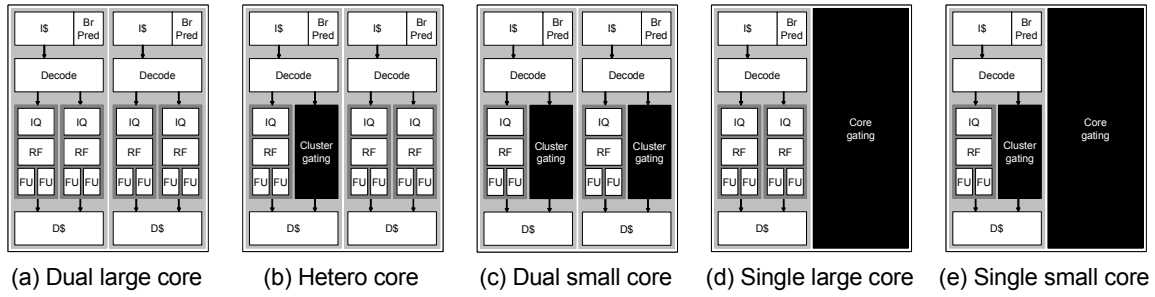 I$ Br Pred I$ Br Pred
Decode Decode
IQ IQ IQ IQ
RF RF RF RF
FU FU FU FU FU FU FU FU
D$ D$
(a) Dual large core
I$ Br Pred I$ Br Pred
Decode Decode
IQ Cluster gating IQ IQ
RF RF RF
FU FU FU FU FU FU
D$ D$
(b) Hetero core
I$ Br Pred I$ Br Pred
Decode Decode
IQ Cluster gating IQ Cluster gating
RF RF
FU FU FU FU
D$ D$
(c) Dual small core
I$ Br Pred
Decode
IQ IQ
RF RF
FU FU FU FU
D$
Core
gating
(d) Single large core
I$ Br Pred
Decode
IQ
RF
FU FU
Cluster
gating
D$
Core
gating
(e) Single small core